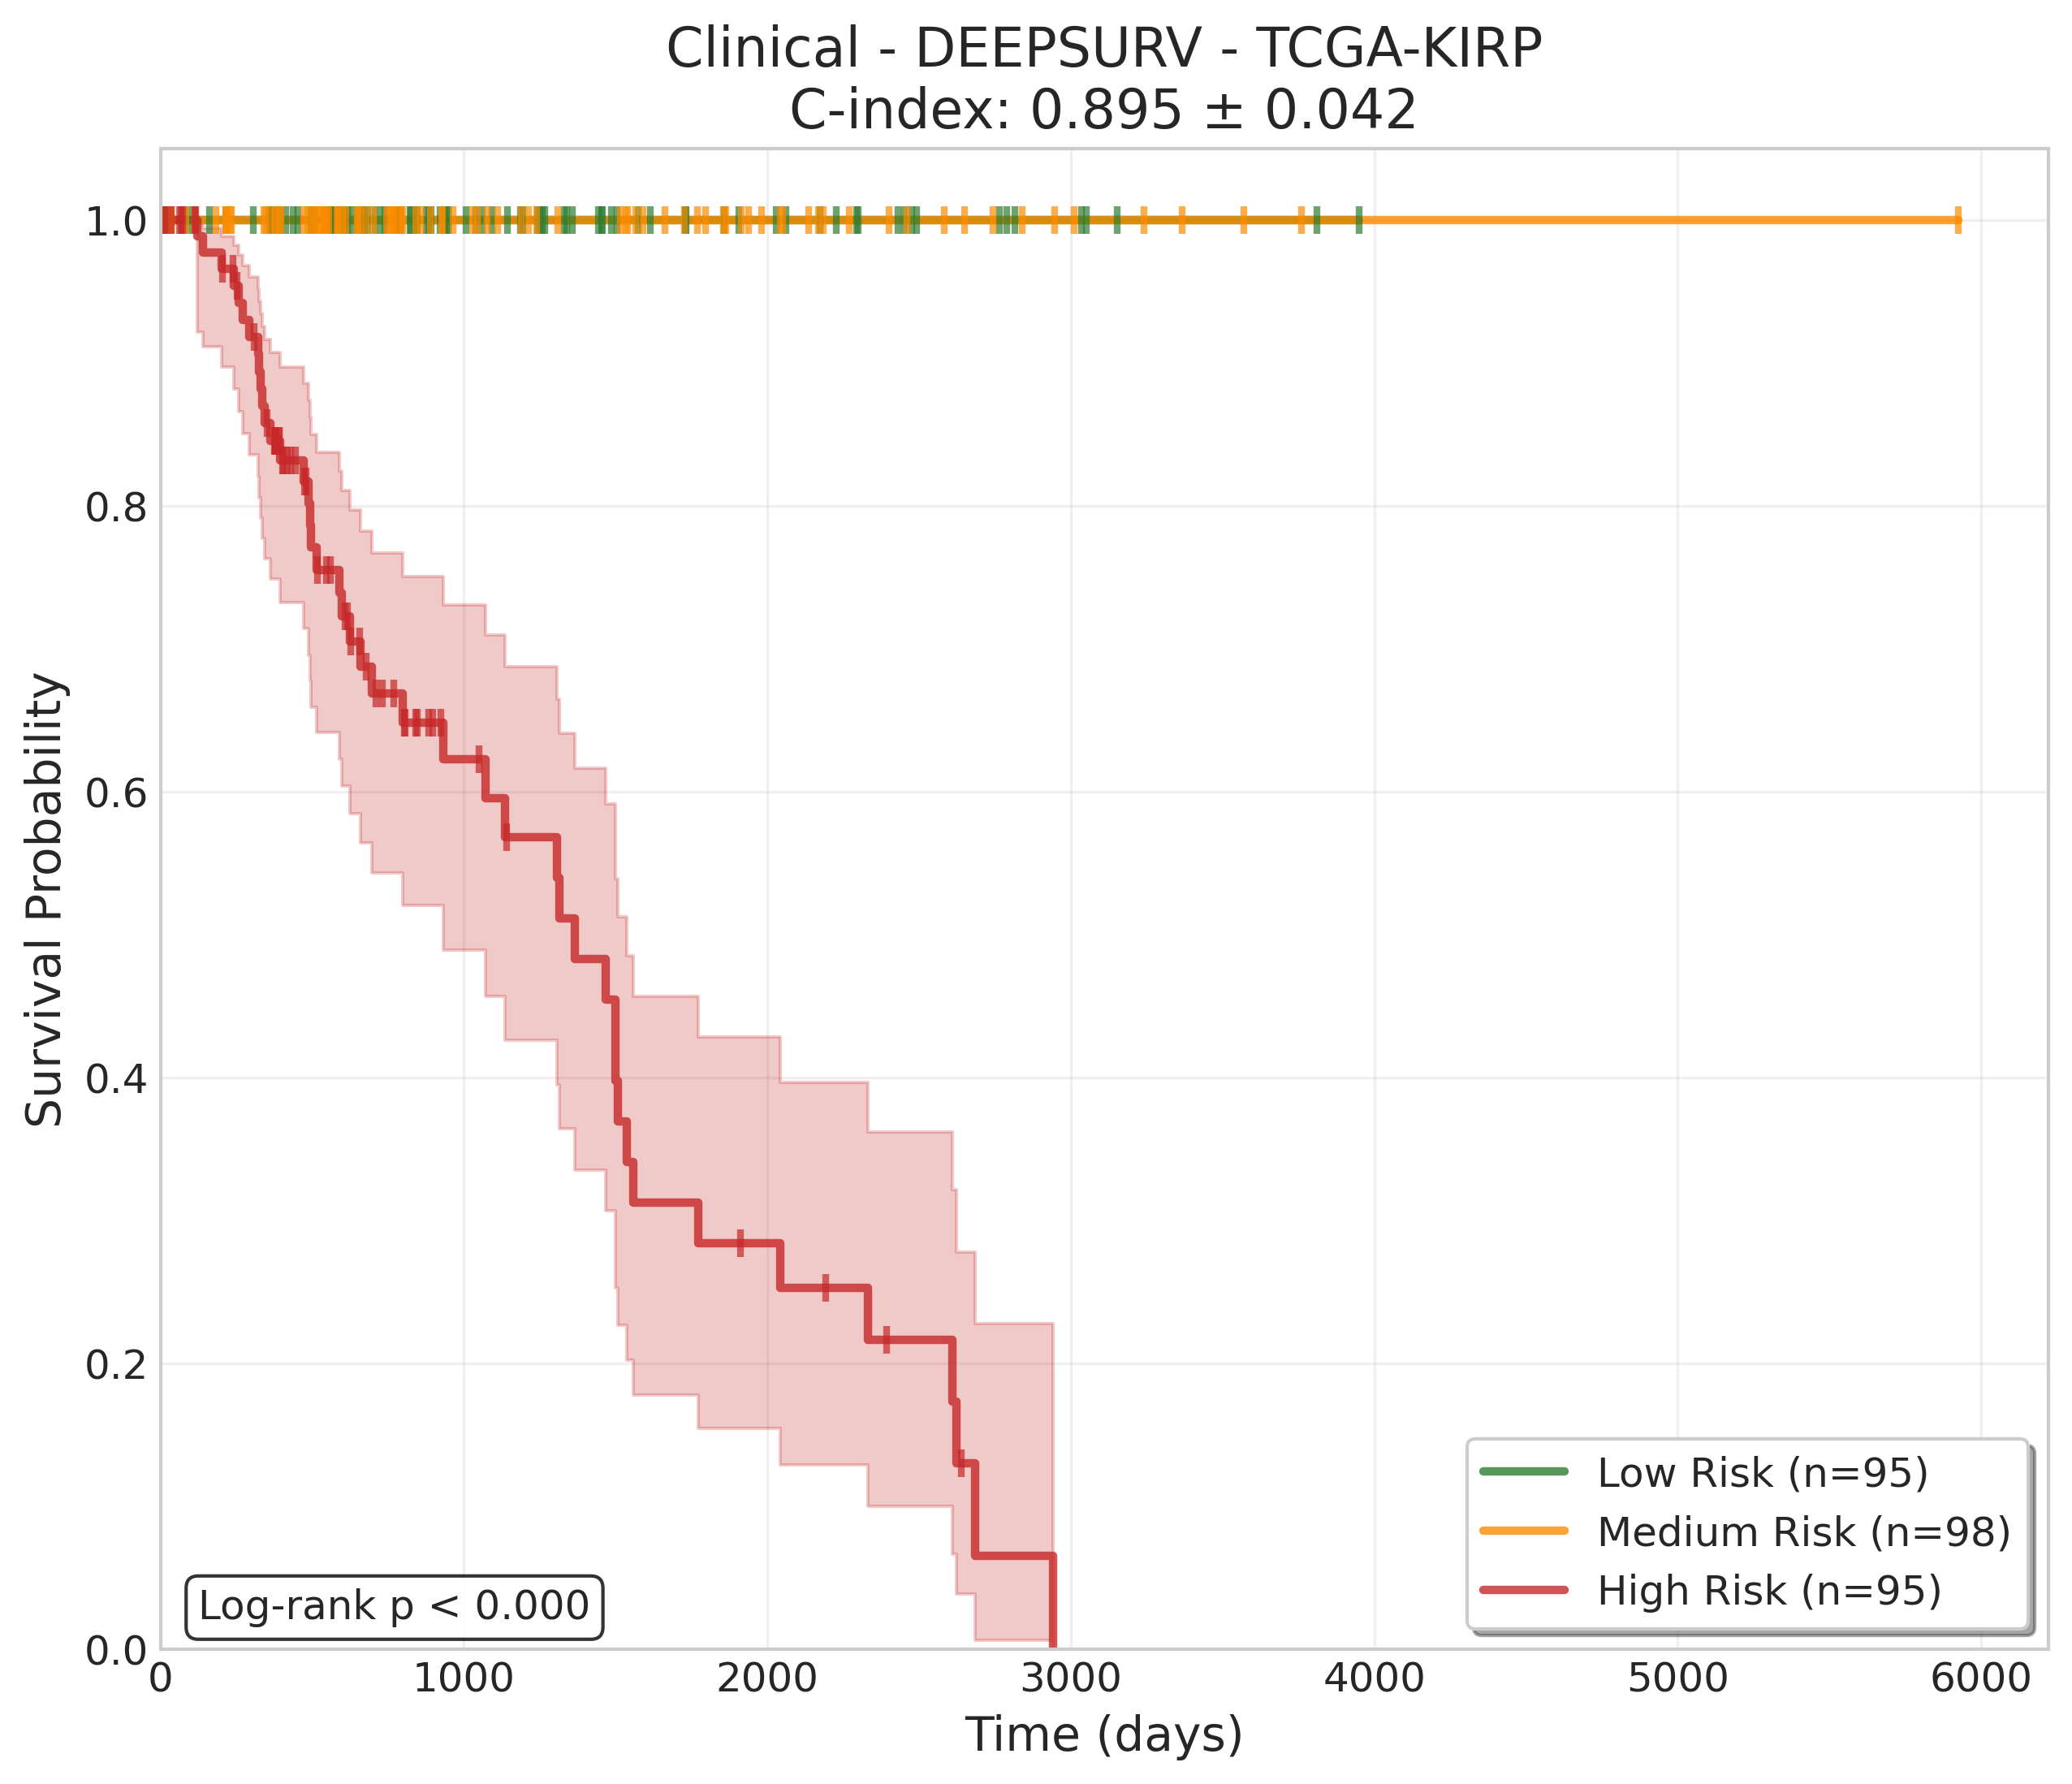 Clinical - DEEPSURV - TCGA-KIRP
C-index: 0.895 ± 0.042
Survival Probability
1.0
0.8
0.6
0.4
0.2
0.0
Log-rank p < 0.000
Low Risk (n=95)
Medium Risk (n=98)
High Risk (n=95)
0 1000 2000 3000 4000 5000 6000
Time (days)